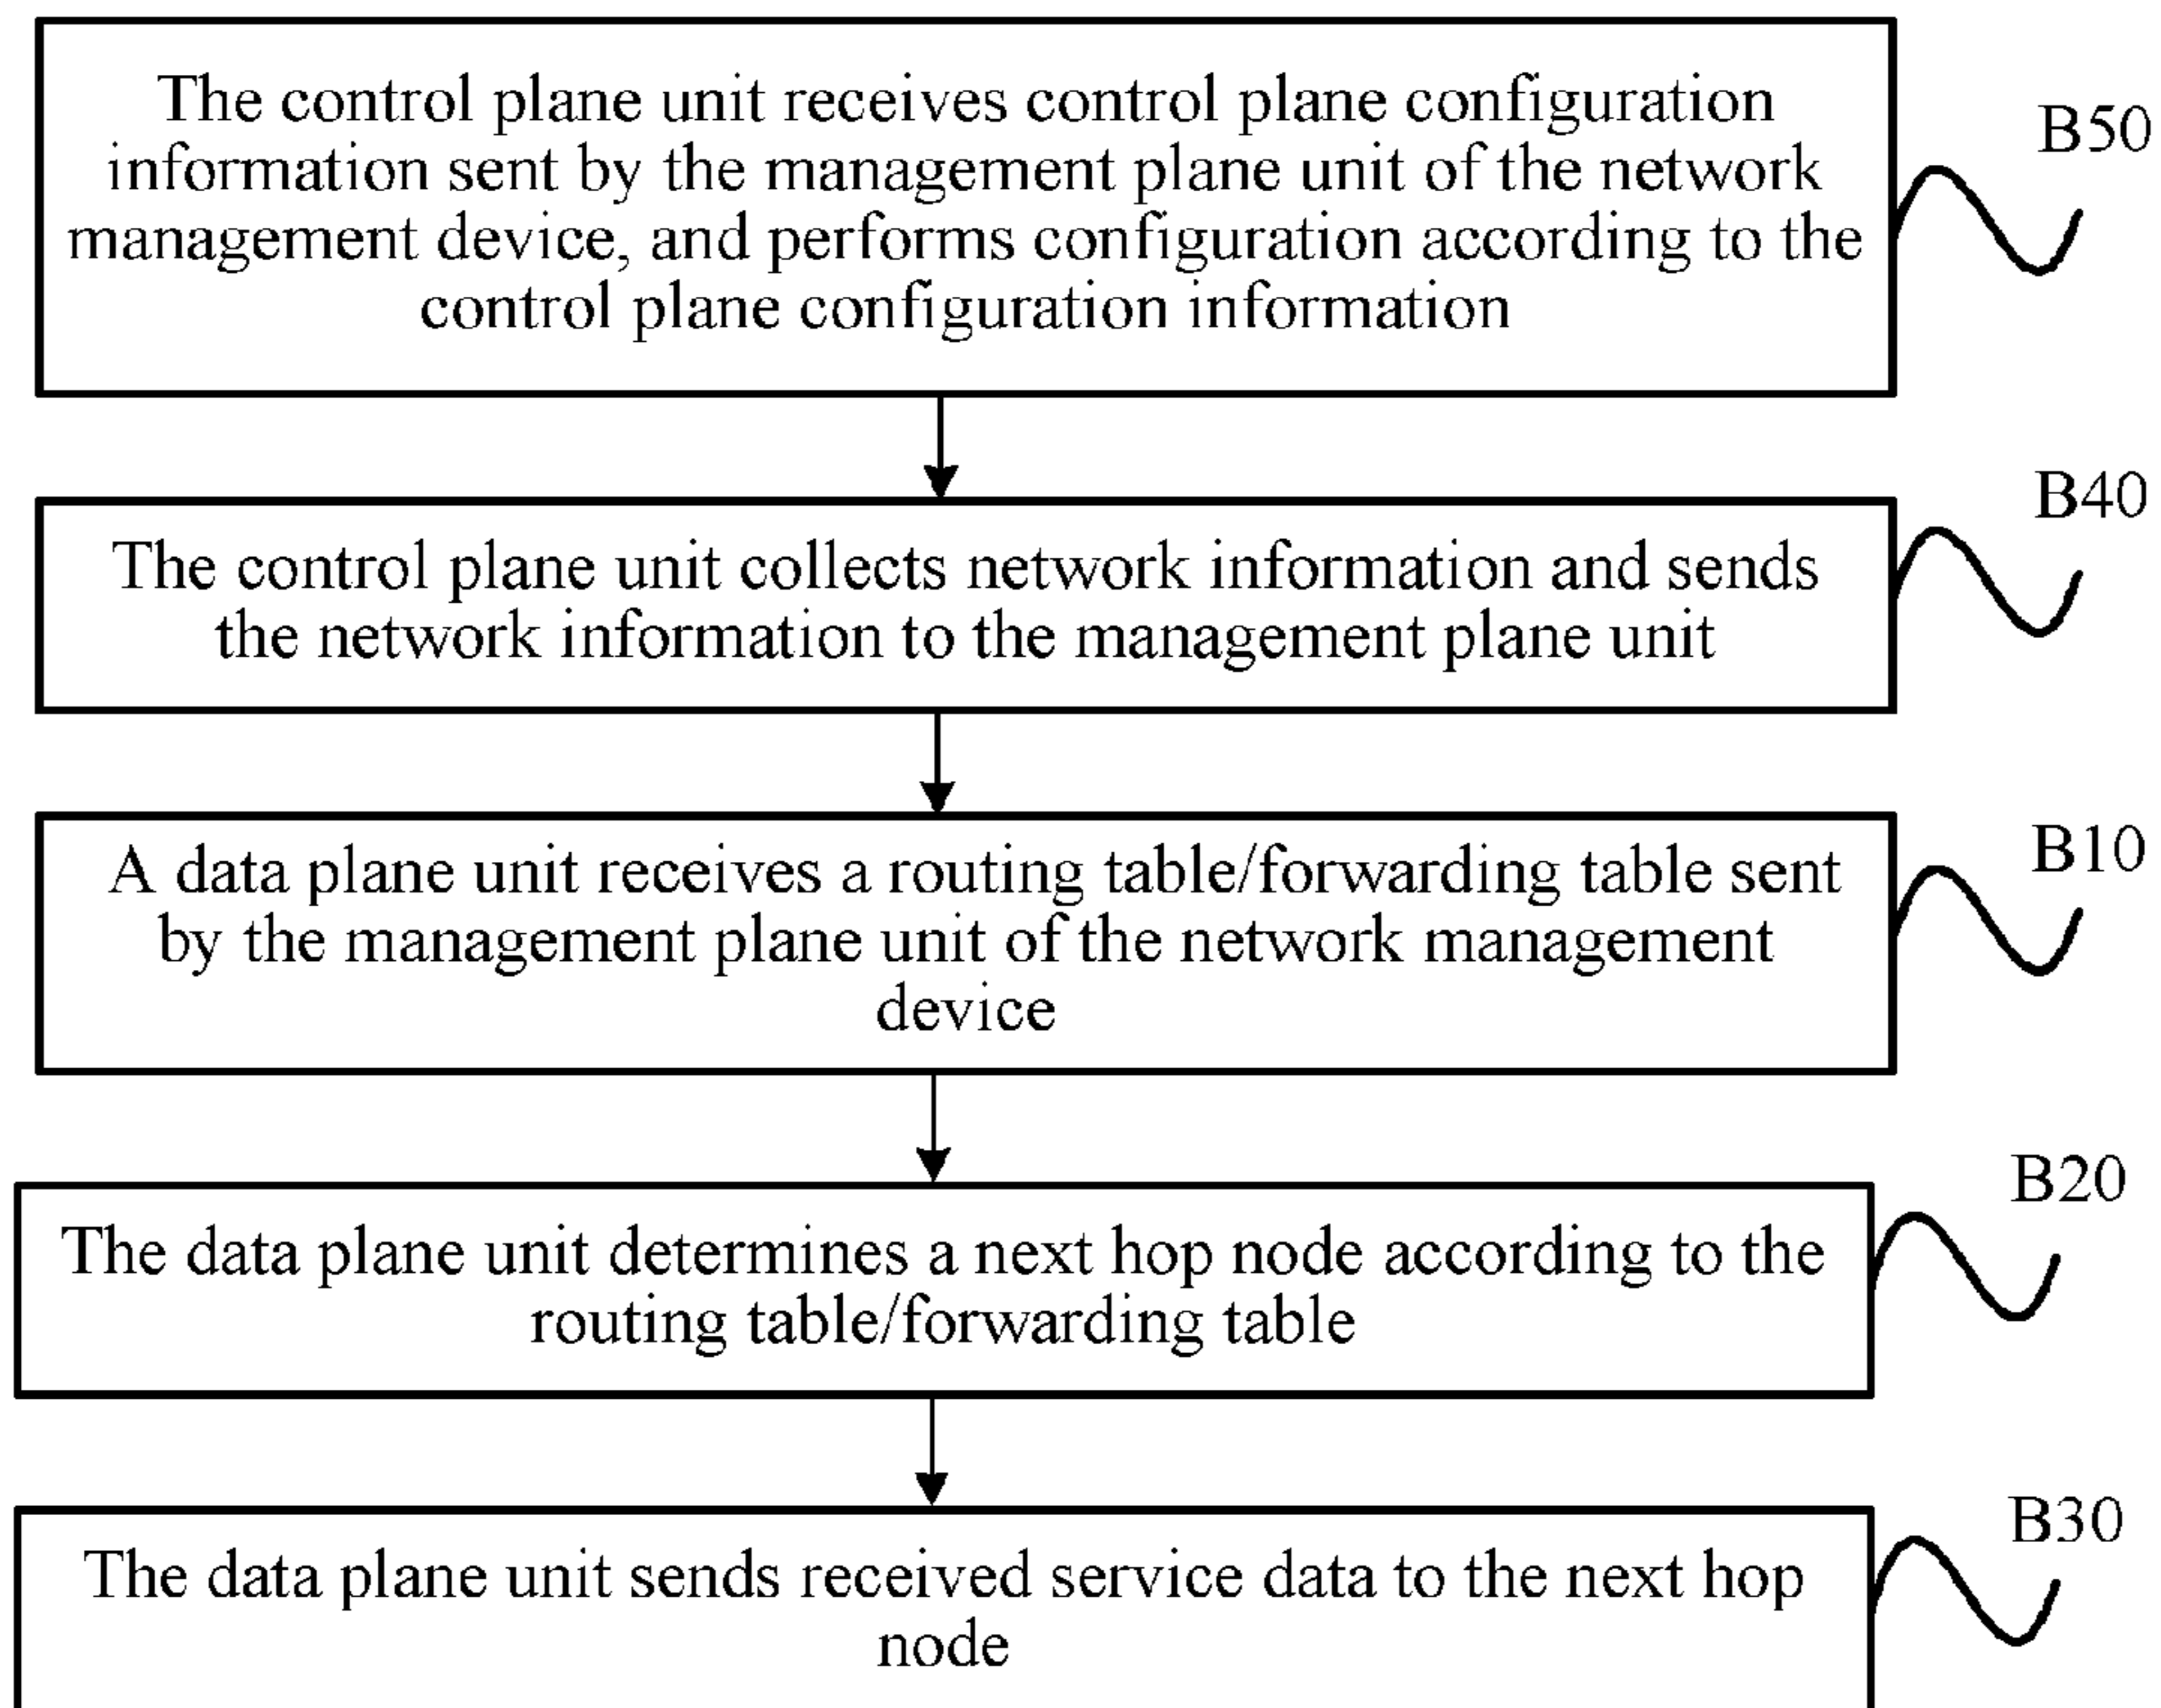 The control plane unit receives control plane configuration
information sent by the management plane unit of the network
management device, and performs configuration according to the
control plane configuration information
B50
The control plane unit collects network information and sends
the network information to the management plane unit
B40
A data plane unit receives a routing table/forwarding table sent
by the management plane unit of the network management
device
B10
The data plane unit determines a next hop node according to the
routing table/forwarding table
B20
The data plane unit sends received service data to the next hop
node
B30